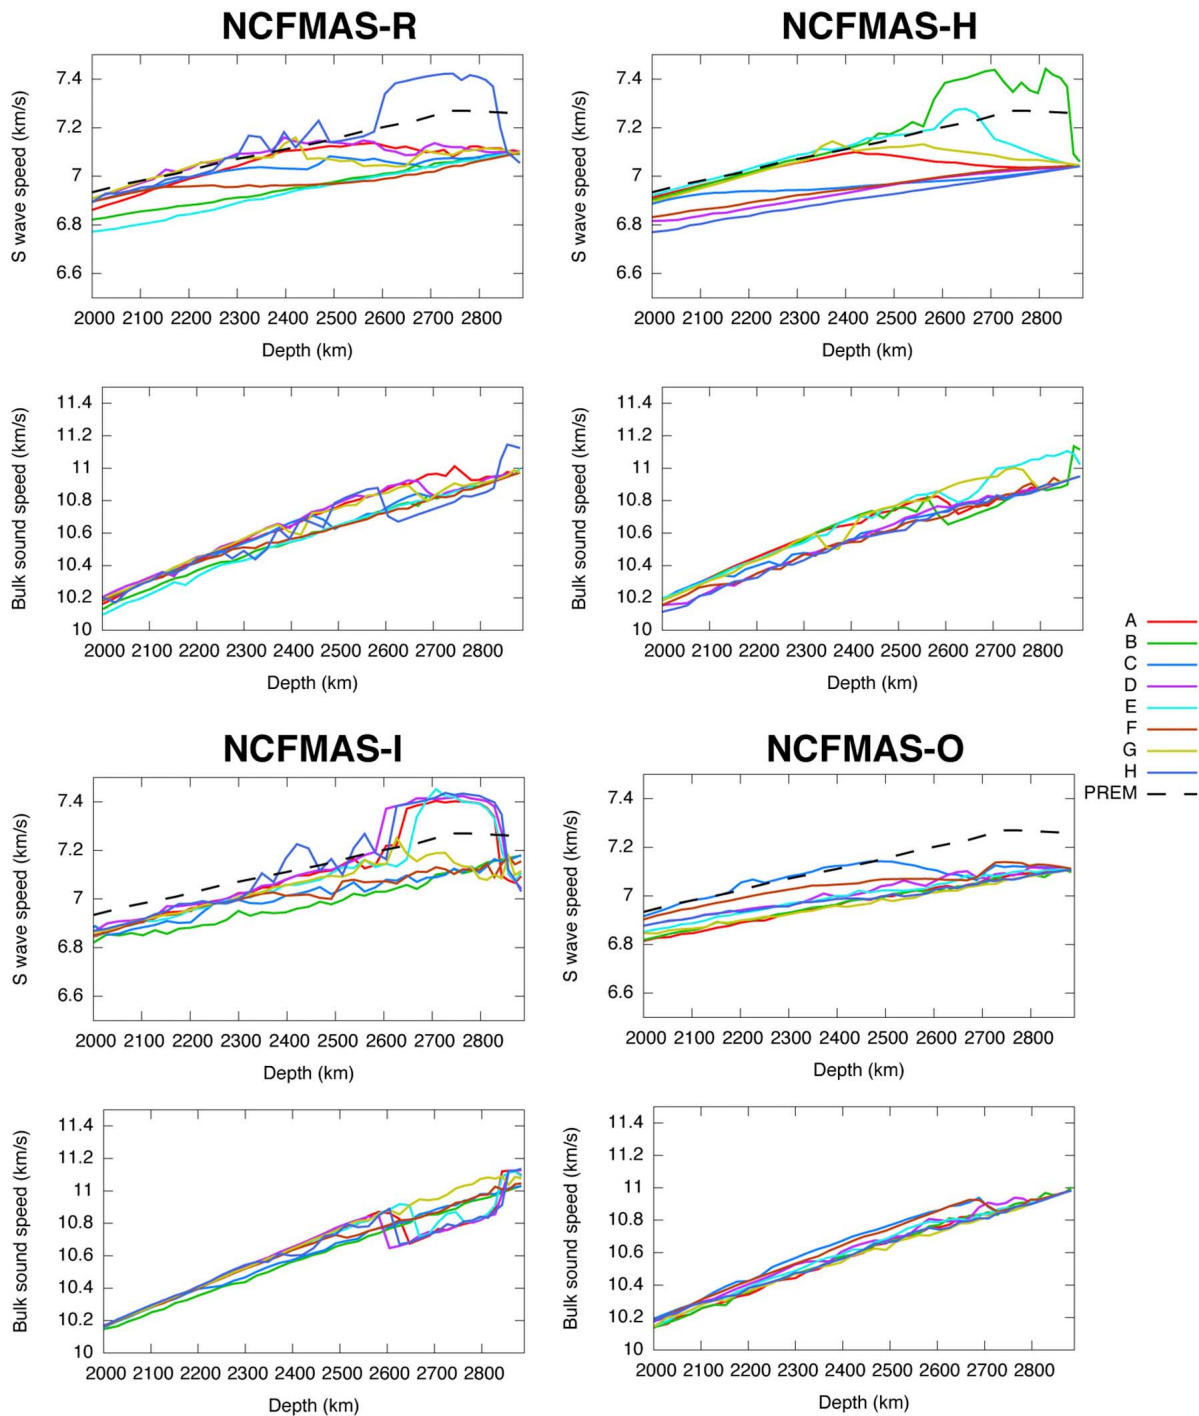 NCFMAS-R
NCFMAS-H
S wave speed (km/s)
7.4
7.2
7
6.8
6.6
2000 2100 2200 2300 2400 2500 2600 2700 2800
Depth (km)
S wave speed (km/s)
7.4
7.2
7
6.8
6.6
2000 2100 2200 2300 2400 2500 2600 2700 2800
Depth (km)
Bulk sound speed (km/s)
11.4
11.2
11
10.8
10.6
10.4
10.2
10
2000 2100 2200 2300 2400 2500 2600 2700 2800
Depth (km)
Bulk sound speed (km/s)
11.4
11.2
11
10.8
10.6
10.4
10.2
10
2000 2100 2200 2300 2400 2500 2600 2700 2800
Depth (km)
A
B
C
D
E
F
G
H
PREM
NCFMAS-I
NCFMAS-O
S wave speed (km/s)
7.4
7.2
7
6.8
6.6
2000 2100 2200 2300 2400 2500 2600 2700 2800
Depth (km)
S wave speed (km/s)
7.4
7.2
7
6.8
6.6
2000 2100 2200 2300 2400 2500 2600 2700 2800
Depth (km)
Bulk sound speed (km/s)
11.4
11.2
11
10.8
10.6
10.4
10.2
10
2000 2100 2200 2300 2400 2500 2600 2700 2800
Depth (km)
Bulk sound speed (km/s)
11.4
11.2
11
10.8
10.6
10.4
10.2
10
2000 2100 2200 2300 2400 2500 2600 2700 2800
Depth (km)